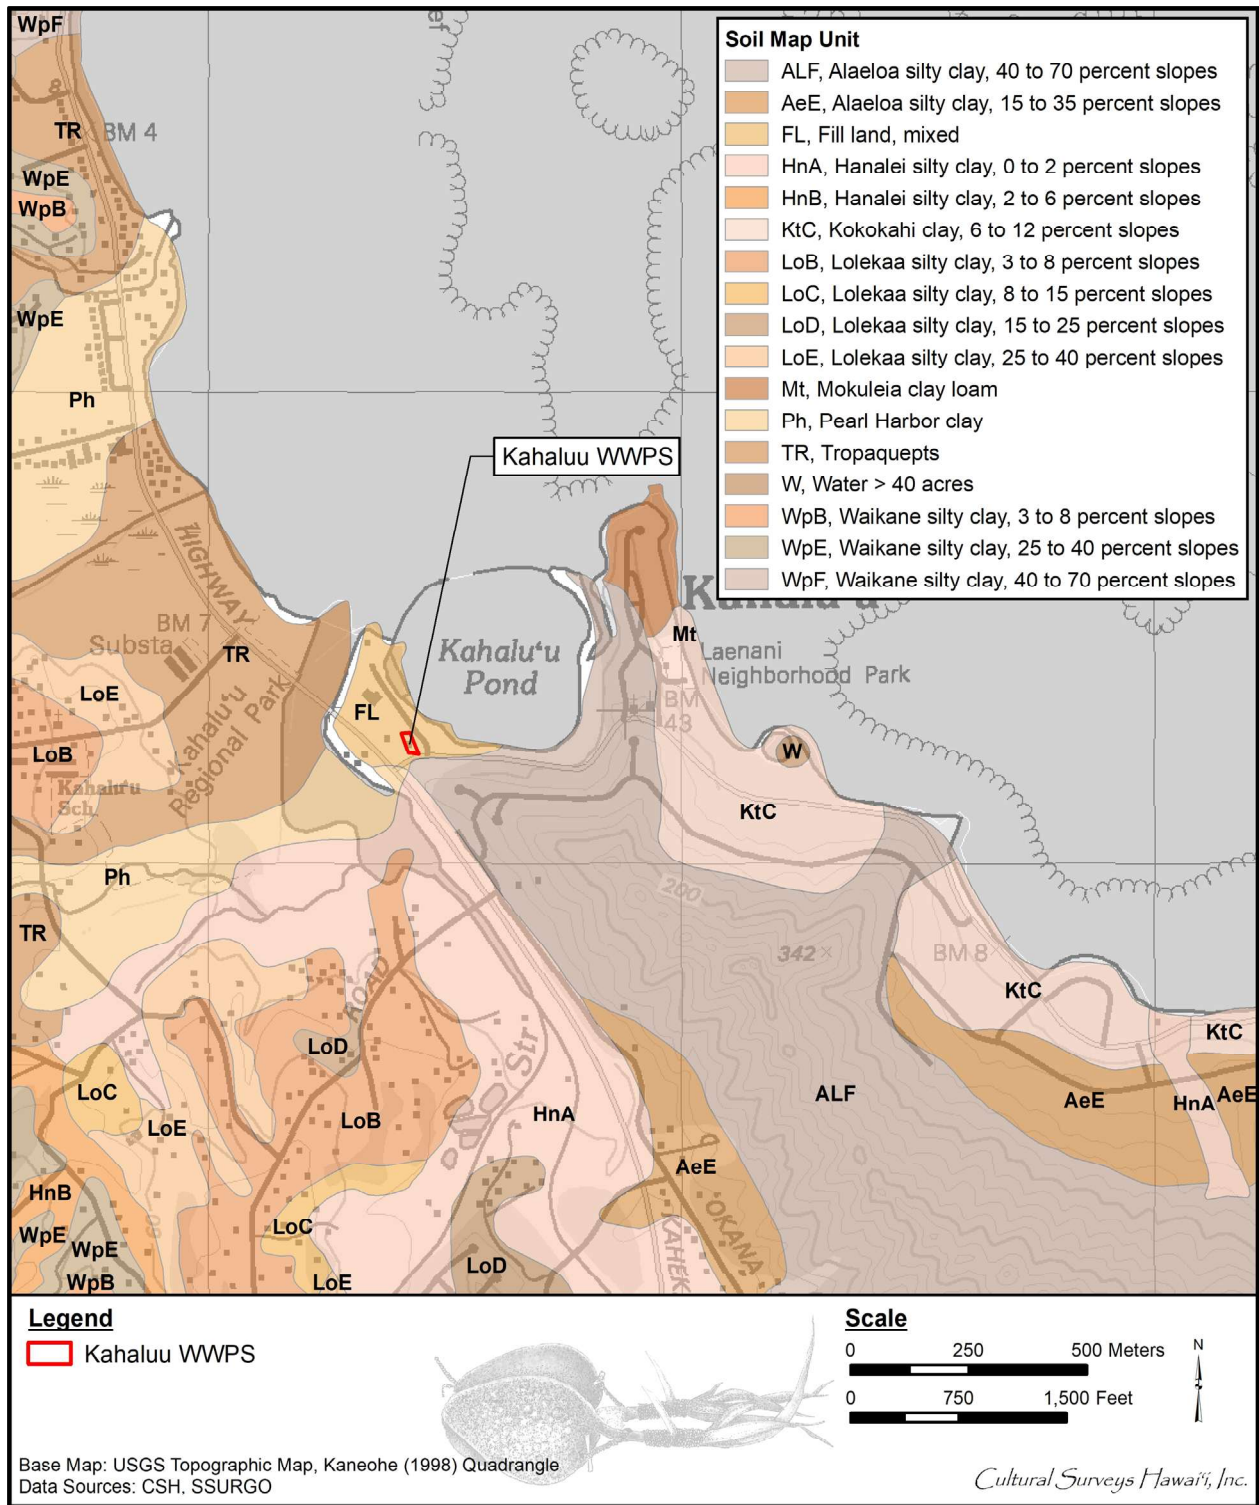 WpF
ef
Soil Map Unit
ALF, Alaeloa silty clay, 40 to 70 percent slopes
AeE, Alaeloa silty clay, 15 to 35 percent slopes
FL, Fill land, mixed
HnA, Hanalei silty clay, 0 to 2 percent slopes
HnB, Hanalei silty clay, 2 to 6 percent slopes
KtC, Kokokahi clay, 6 to 12 percent slopes
LoB, Lolekaa silty clay, 3 to 8 percent slopes
LoC, Lolekaa silty clay, 8 to 15 percent slopes
LoD, Lolekaa silty clay, 15 to 25 percent slopes
LoE, Lolekaa silty clay, 25 to 40 percent slopes
Mt, Mokuleia clay loam
Ph, Pearl Harbor clay
TR, Tropaquepts
W, Water > 40 acres
WpB, Waikane silty clay, 3 to 8 percent slopes
WpE, Waikane silty clay, 25 to 40 percent slopes
WpF, Waikane silty clay, 40 to 70 percent slopes
TR BM 4
WpE
WpB
WpE
Ph
Kahaluu WWPS
HIGHWAY
BM 7
Substa
TR
Kahalu'u
Regional Park
LoE
LoB
Kahalu'u
Sch.
FL
Kahalu'u
Pond
Mt
Laenani
Neighborhood Park
BM
43
W
KtC
Ph
TR
200
342
BM 8
KtC
KtC
ROAD
LoD
Str
LoC
LoE
LoB
HnA
ALF
AeE
HnA
AeE
AeE
HnB
WpE
WpE
WpB
60
LoC
LoE
LoD
KAHEK
'OKANA
Legend
Kahaluu WWPS
Scale
0 250 500 Meters
0 750 1,500 Feet
N
Base Map: USGS Topographic Map, Kaneohe (1998) Quadrangle
Data Sources: CSH, SSURGO
Cultural Surveys Hawai'i, Inc.